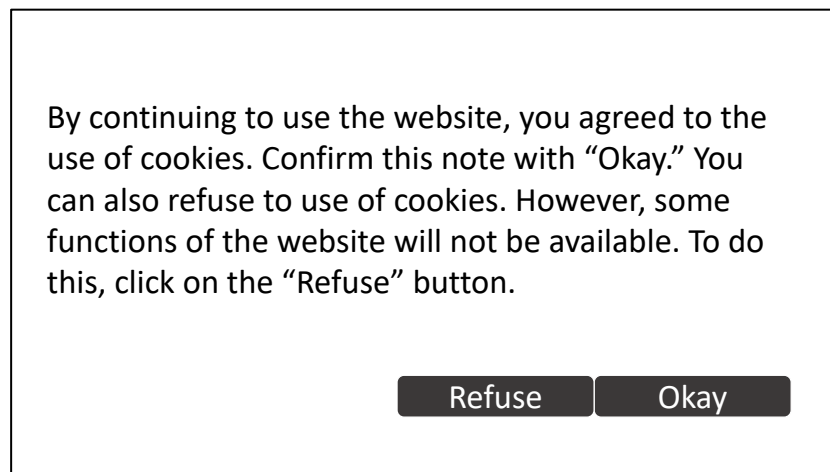 By continuing to use the website, you agreed to the
use of cookies. Confirm this note with “Okay.” You
can also refuse to use of cookies. However, some
functions of the website will not be available. To do
this, click on the “Refuse” button.
Refuse Okay